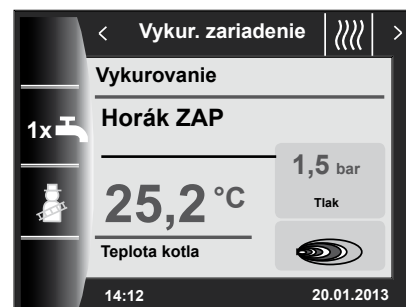 < Vykur. zariadenie >
Vykurovanie
1x
Horák ZAP
25,2 °C
1,5 bar
Tlak
Teplota kotla
14:12 20.01.2013